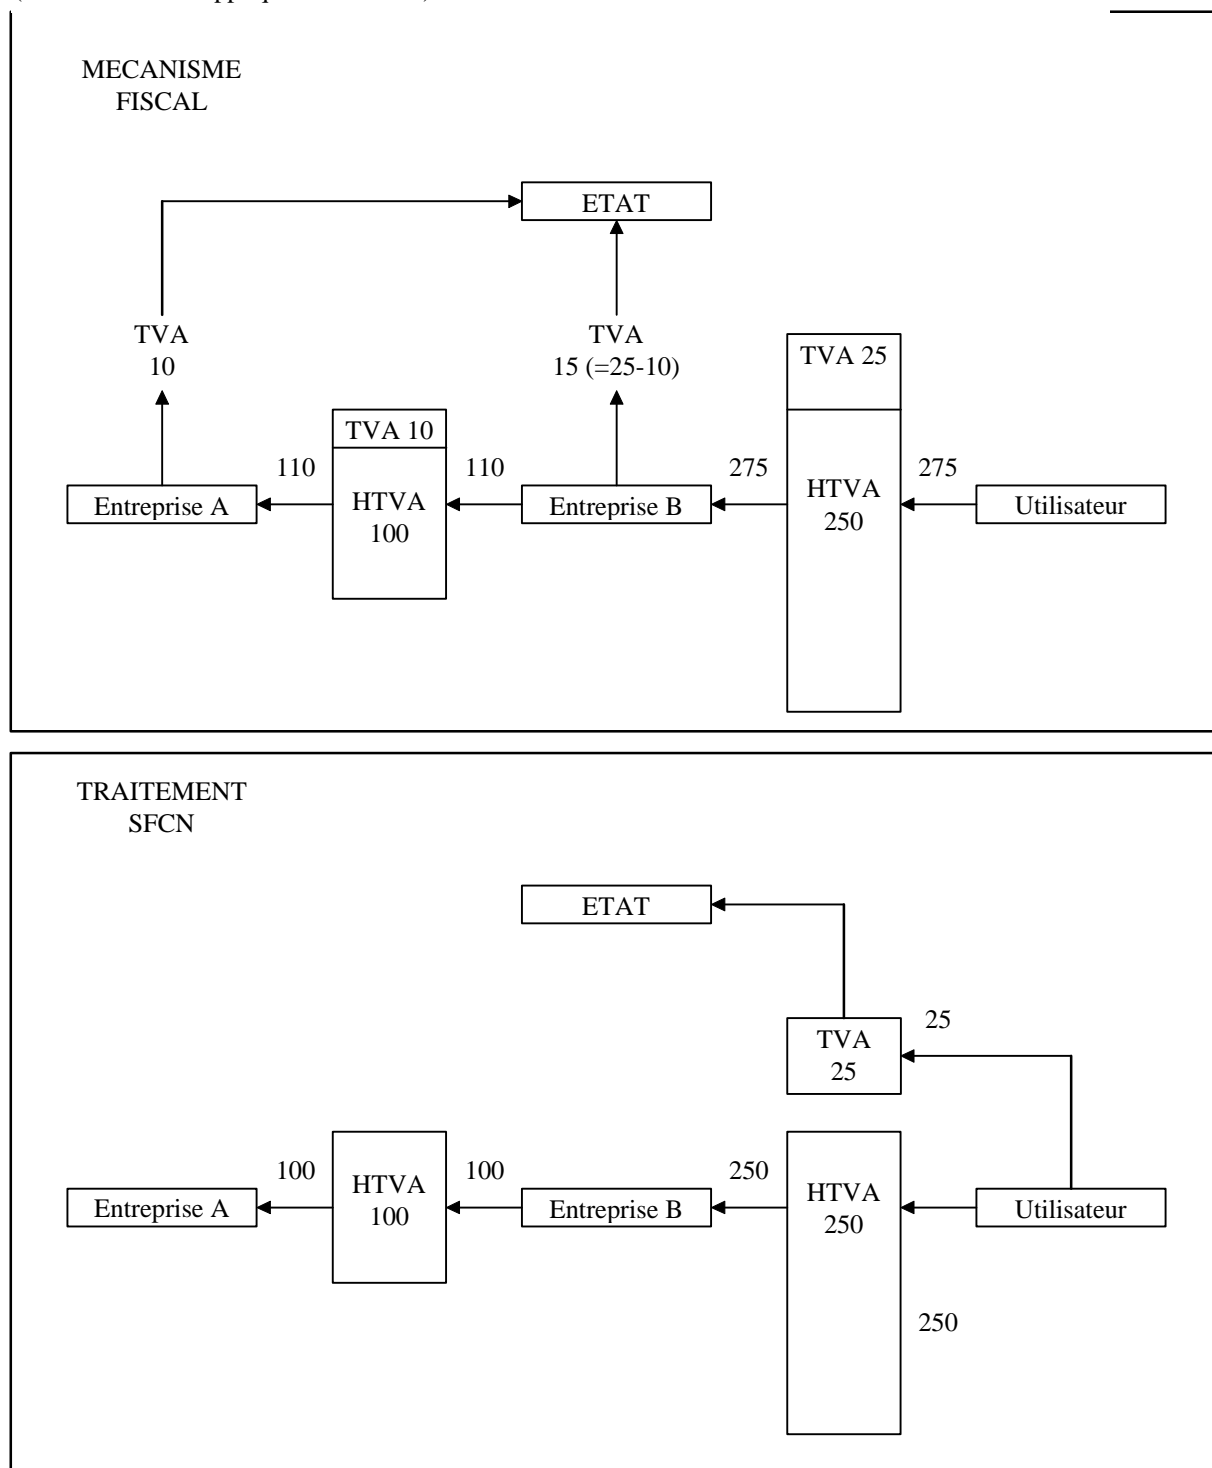 MECANISME
FISCAL
ETAT
TVA
10
TVA
15 (=25-10)
TVA 25
TVA 10
110
110
275
275
Entreprise A
HTVA
100
Entreprise B
HTVA
250
Utilisateur
TRAITEMENT
SFCN
ETAT
25
TVA
25
100
100
250
Entreprise A
HTVA
100
Entreprise B
HTVA
250
Utilisateur
250